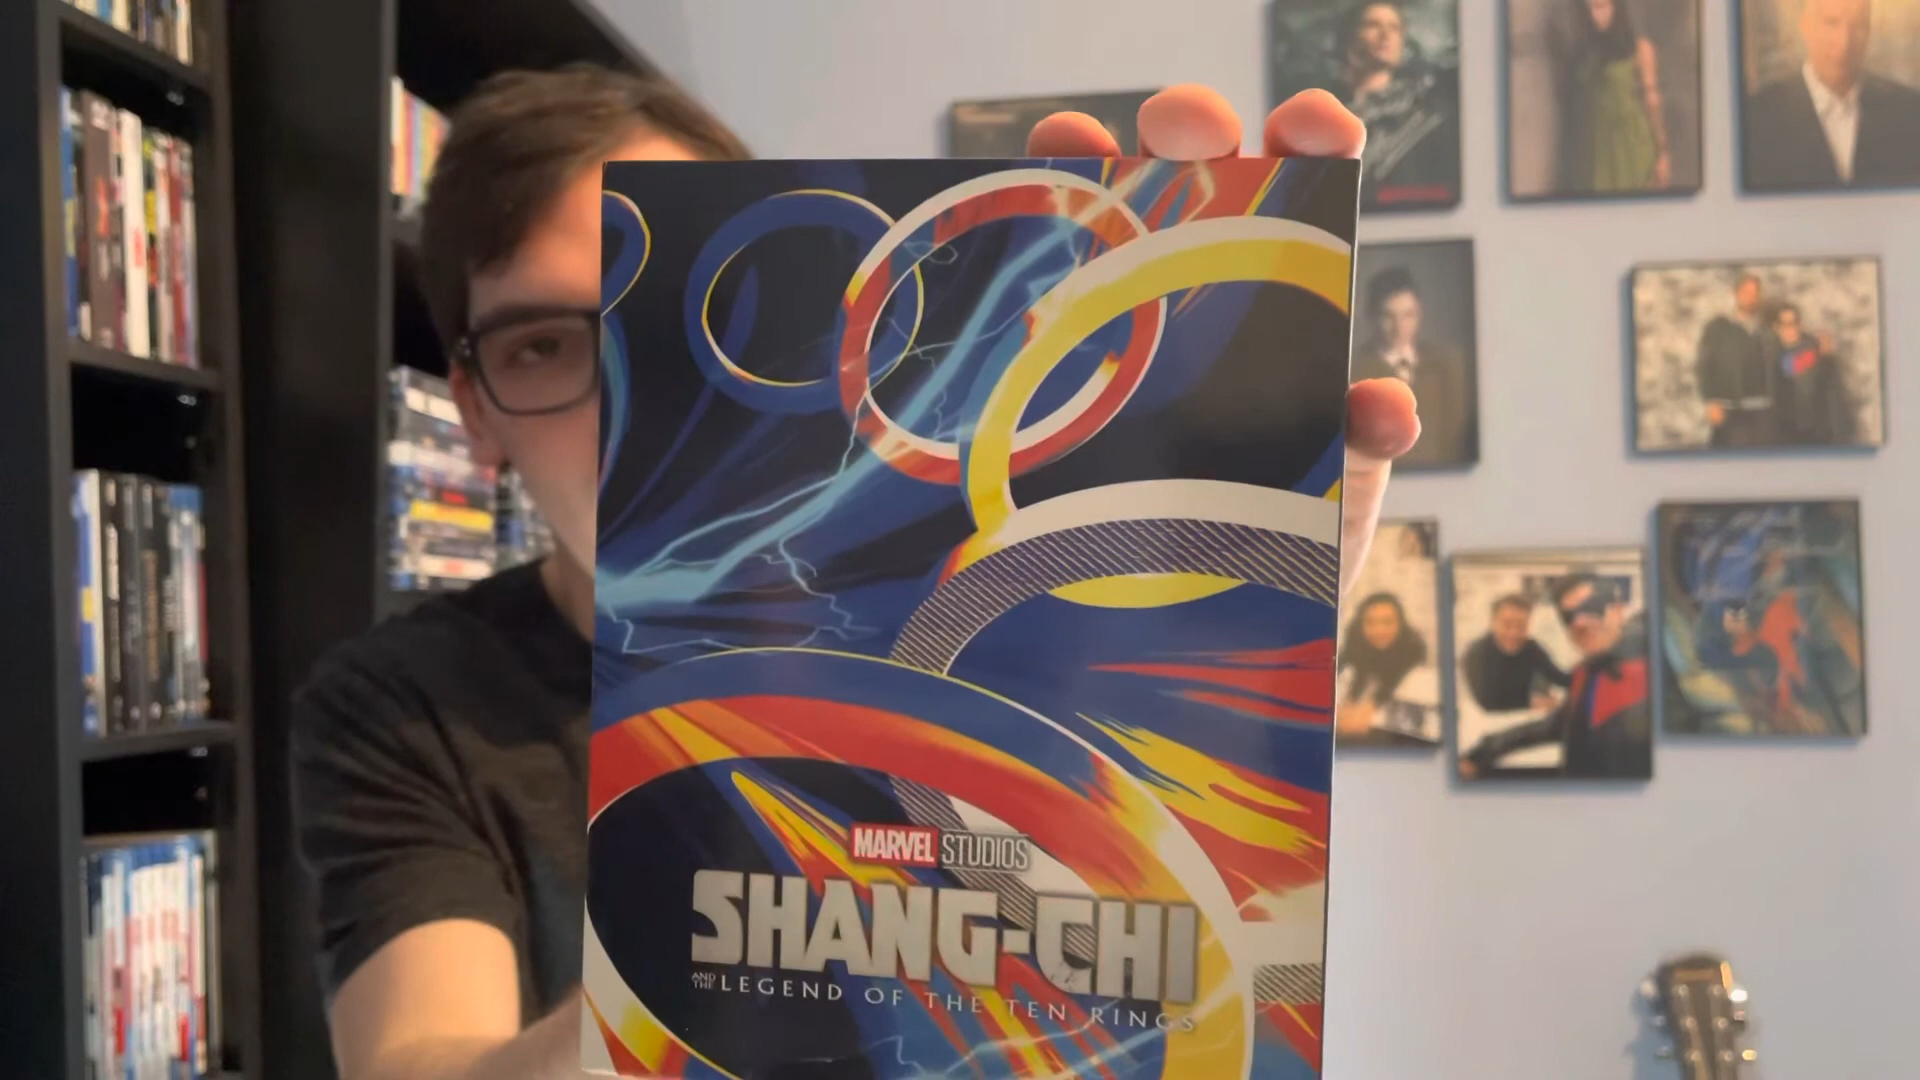 MARVEL STUDIOS
SHANG-CHI
AND THE LEGEND OF THE TEN RINGS